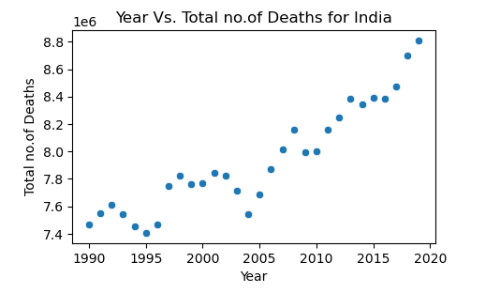 Year Vs. Total no.of Deaths for India
1e6
8.8
8.6
8.4
8.2
8.0
7.8
7.6
7.4
Total no.of Deaths
1990 1995 2000 2005 2010 2015 2020
Year